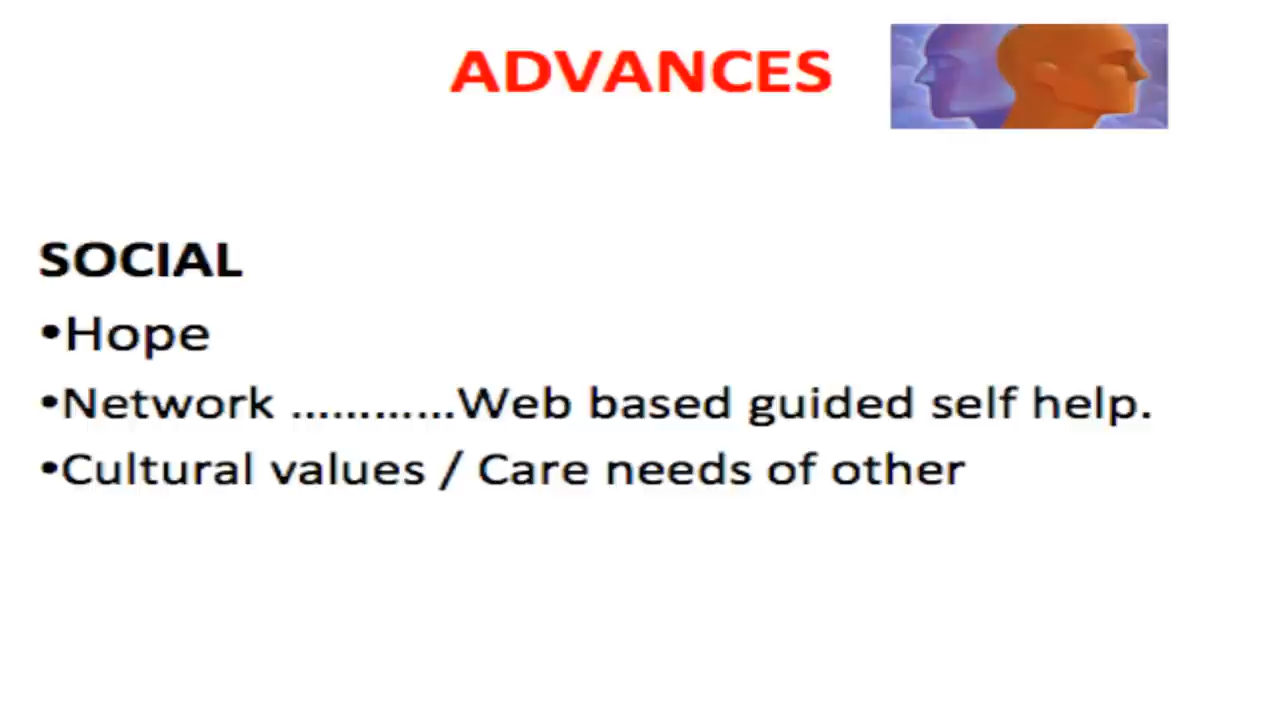 ADVANCES
SOCIAL
•Hope
•Network ............Web based guided self help.
•Cultural values / Care needs of other